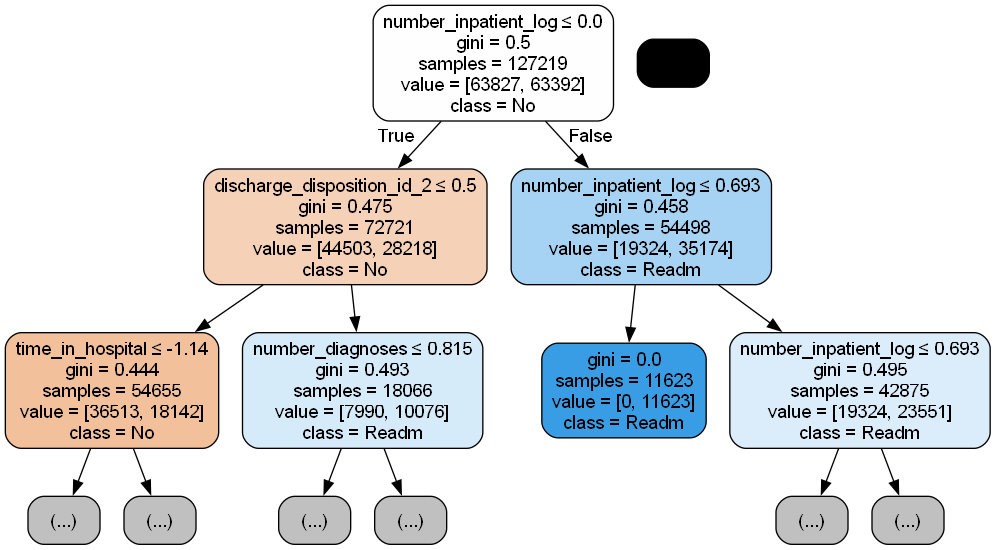 number_inpatient_log ≤ 0.0
gini = 0.5
samples = 127219
value = [63827, 63392]
class = No
True
False
discharge_disposition_id_2 ≤ 0.5
gini = 0.475
samples = 72721
value = [44503, 28218]
class = No
number_inpatient_log ≤ 0.693
gini = 0.458
samples = 54498
value = [19324, 35174]
class = Readm
time_in_hospital ≤ -1.14
gini = 0.444
samples = 54655
value = [36513, 18142]
class = No
number_diagnoses ≤ 0.815
gini = 0.493
samples = 18066
value = [7990, 10076]
class = Readm
gini = 0.0
samples = 11623
value = [0, 11623]
class = Readm
number_inpatient_log ≤ 0.693
gini = 0.495
samples = 42875
value = [19324, 23551]
class = Readm
(...)
(...)
(...)
(...)
(...)
(...)